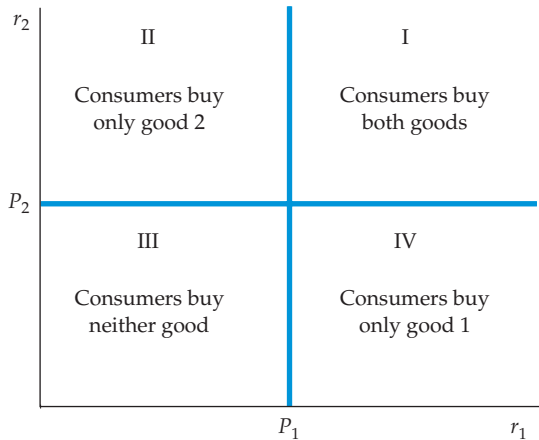 r2
II
I
Consumers buy
only good 2
Consumers buy
both goods
P2
III
IV
Consumers buy
neither good
Consumers buy
only good 1
P1
r1